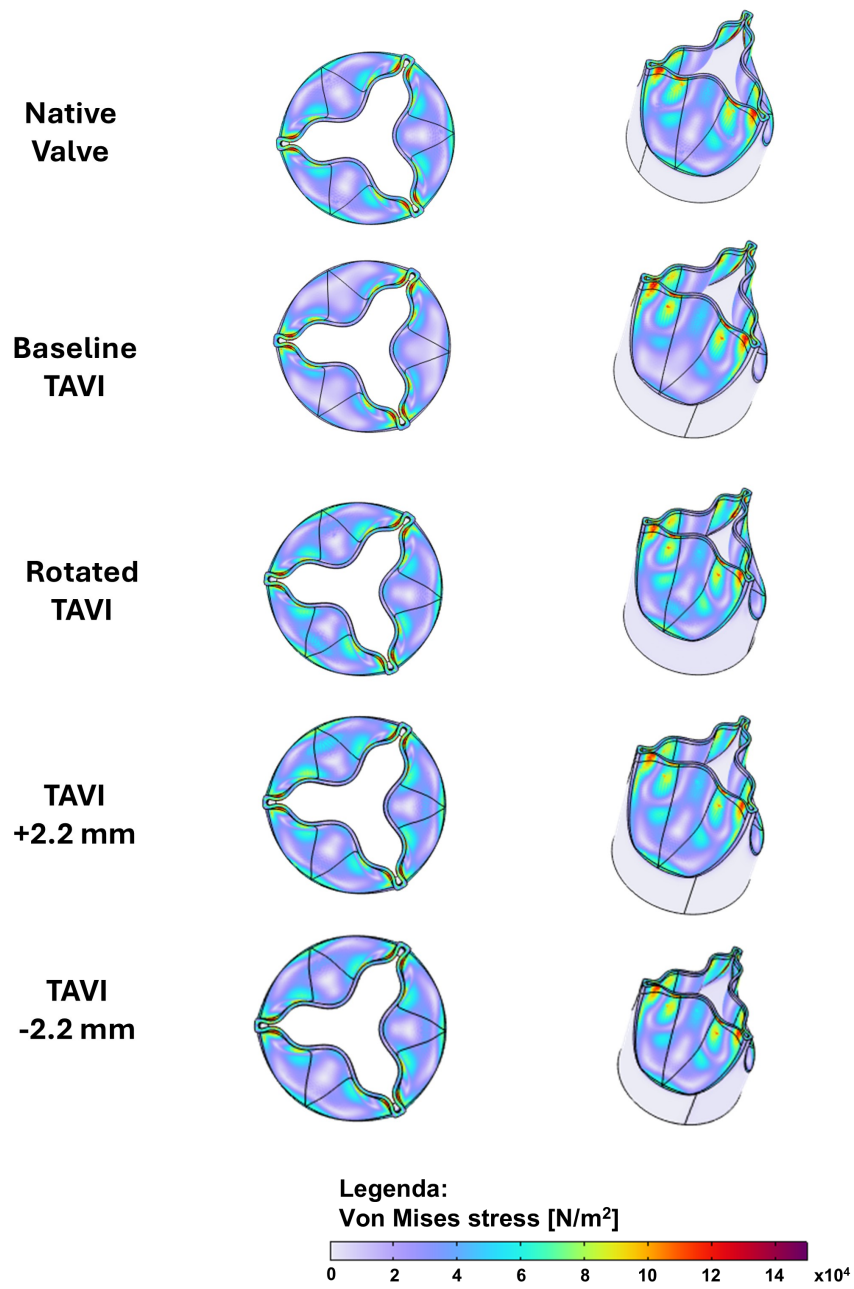 Native
Valve
Baseline
TAVI
Rotated
TAVI
TAVI
+2.2 mm
TAVI
-2.2 mm
Legenda:
Von Mises stress [N/m²]
0 2 4 6 8 10 12 14 x10⁴